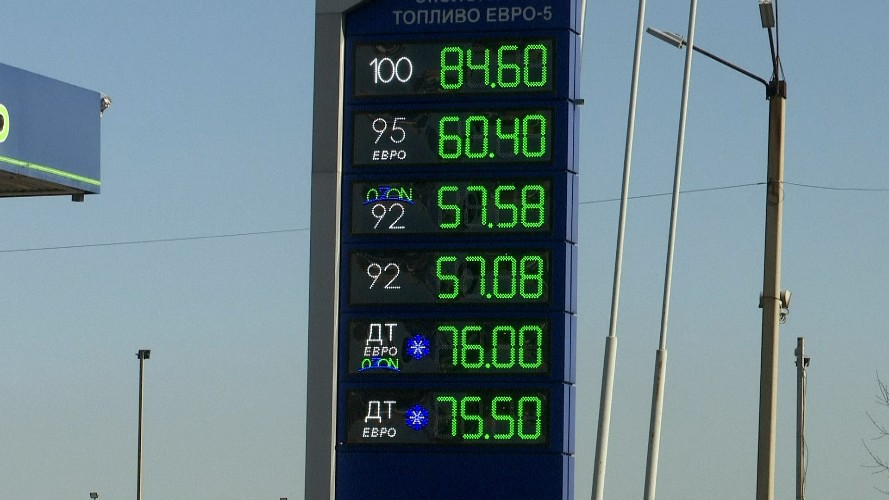 ТОПЛИВО ЕВРО-5
100 84.60
95 60.40
ЕВРО
OZON
92 57.58
92 57.08
ДТ 76.00
ЕВРО
OZON
ДТ 75.50
ЕВРО